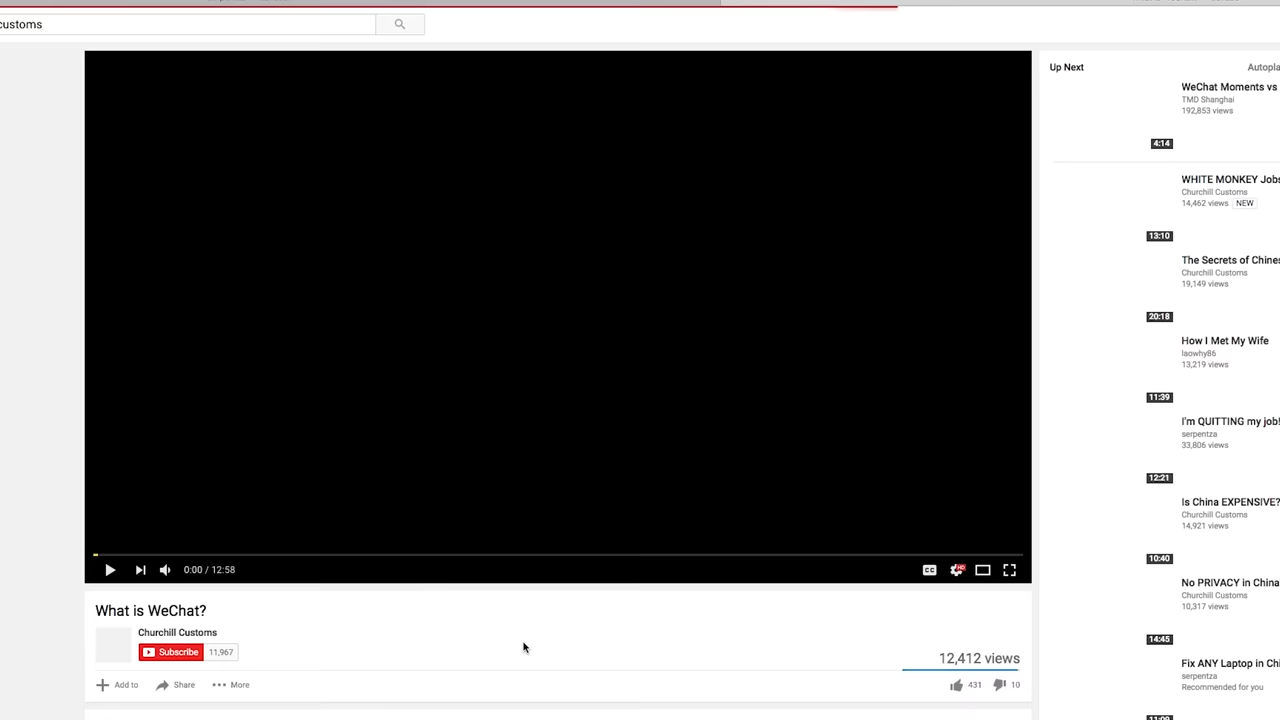 customs
0:00 / 12:58
What is WeChat?
Churchill Customs
Subscribe 11,967
12,412 views
Add to Share More
431 10
Up Next Autopla
WeChat Moments vs
TMD Shanghai
192,853 views
4:14
WHITE MONKEY Jobs
Churchill Customs
14,462 views NEW
13:10
The Secrets of Chines
Churchill Customs
19,149 views
20:18
How I Met My Wife
laowhy86
13,219 views
11:39
I'm QUITTING my job!
serpentza
33,806 views
12:21
Is China EXPENSIVE?
Churchill Customs
14,921 views
10:40
No PRIVACY in China
Churchill Customs
10,317 views
14:45
Fix ANY Laptop in Chi
serpentza
Recommended for you